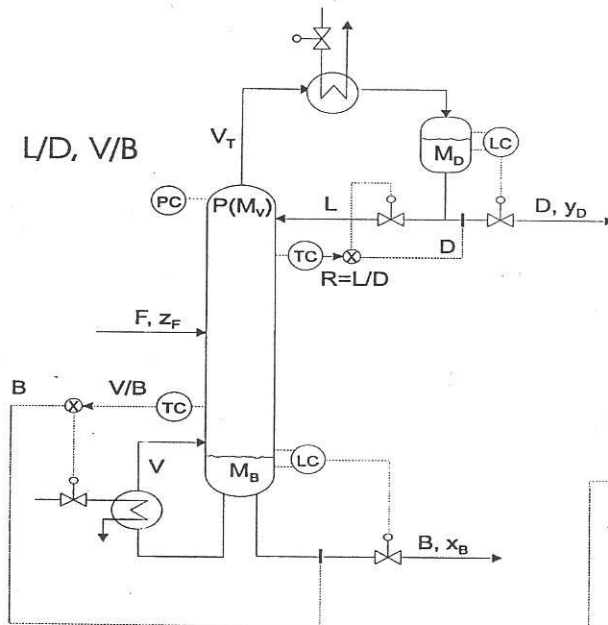 L/D, V/B
V_T
M_D
LC
PC
P(M_V)
L
D, y_D
TC
D
R=L/D
F, z_F
B
V/B
X
TC
X
V
M_B
LC
B, x_B